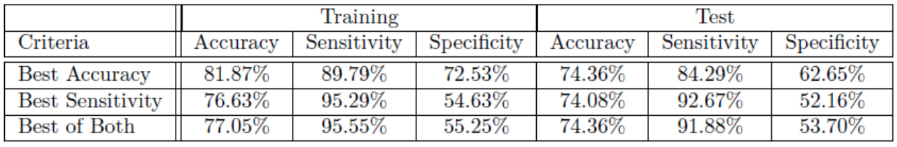 Training Test
Criteria Accuracy Sensitivity Specificity Accuracy Sensitivity Specificity
Best Accuracy 81.87% 89.79% 72.53% 74.36% 84.29% 62.65%
Best Sensitivity 76.63% 95.29% 54.63% 74.08% 92.67% 52.16%
Best of Both 77.05% 95.55% 55.25% 74.36% 91.88% 53.70%